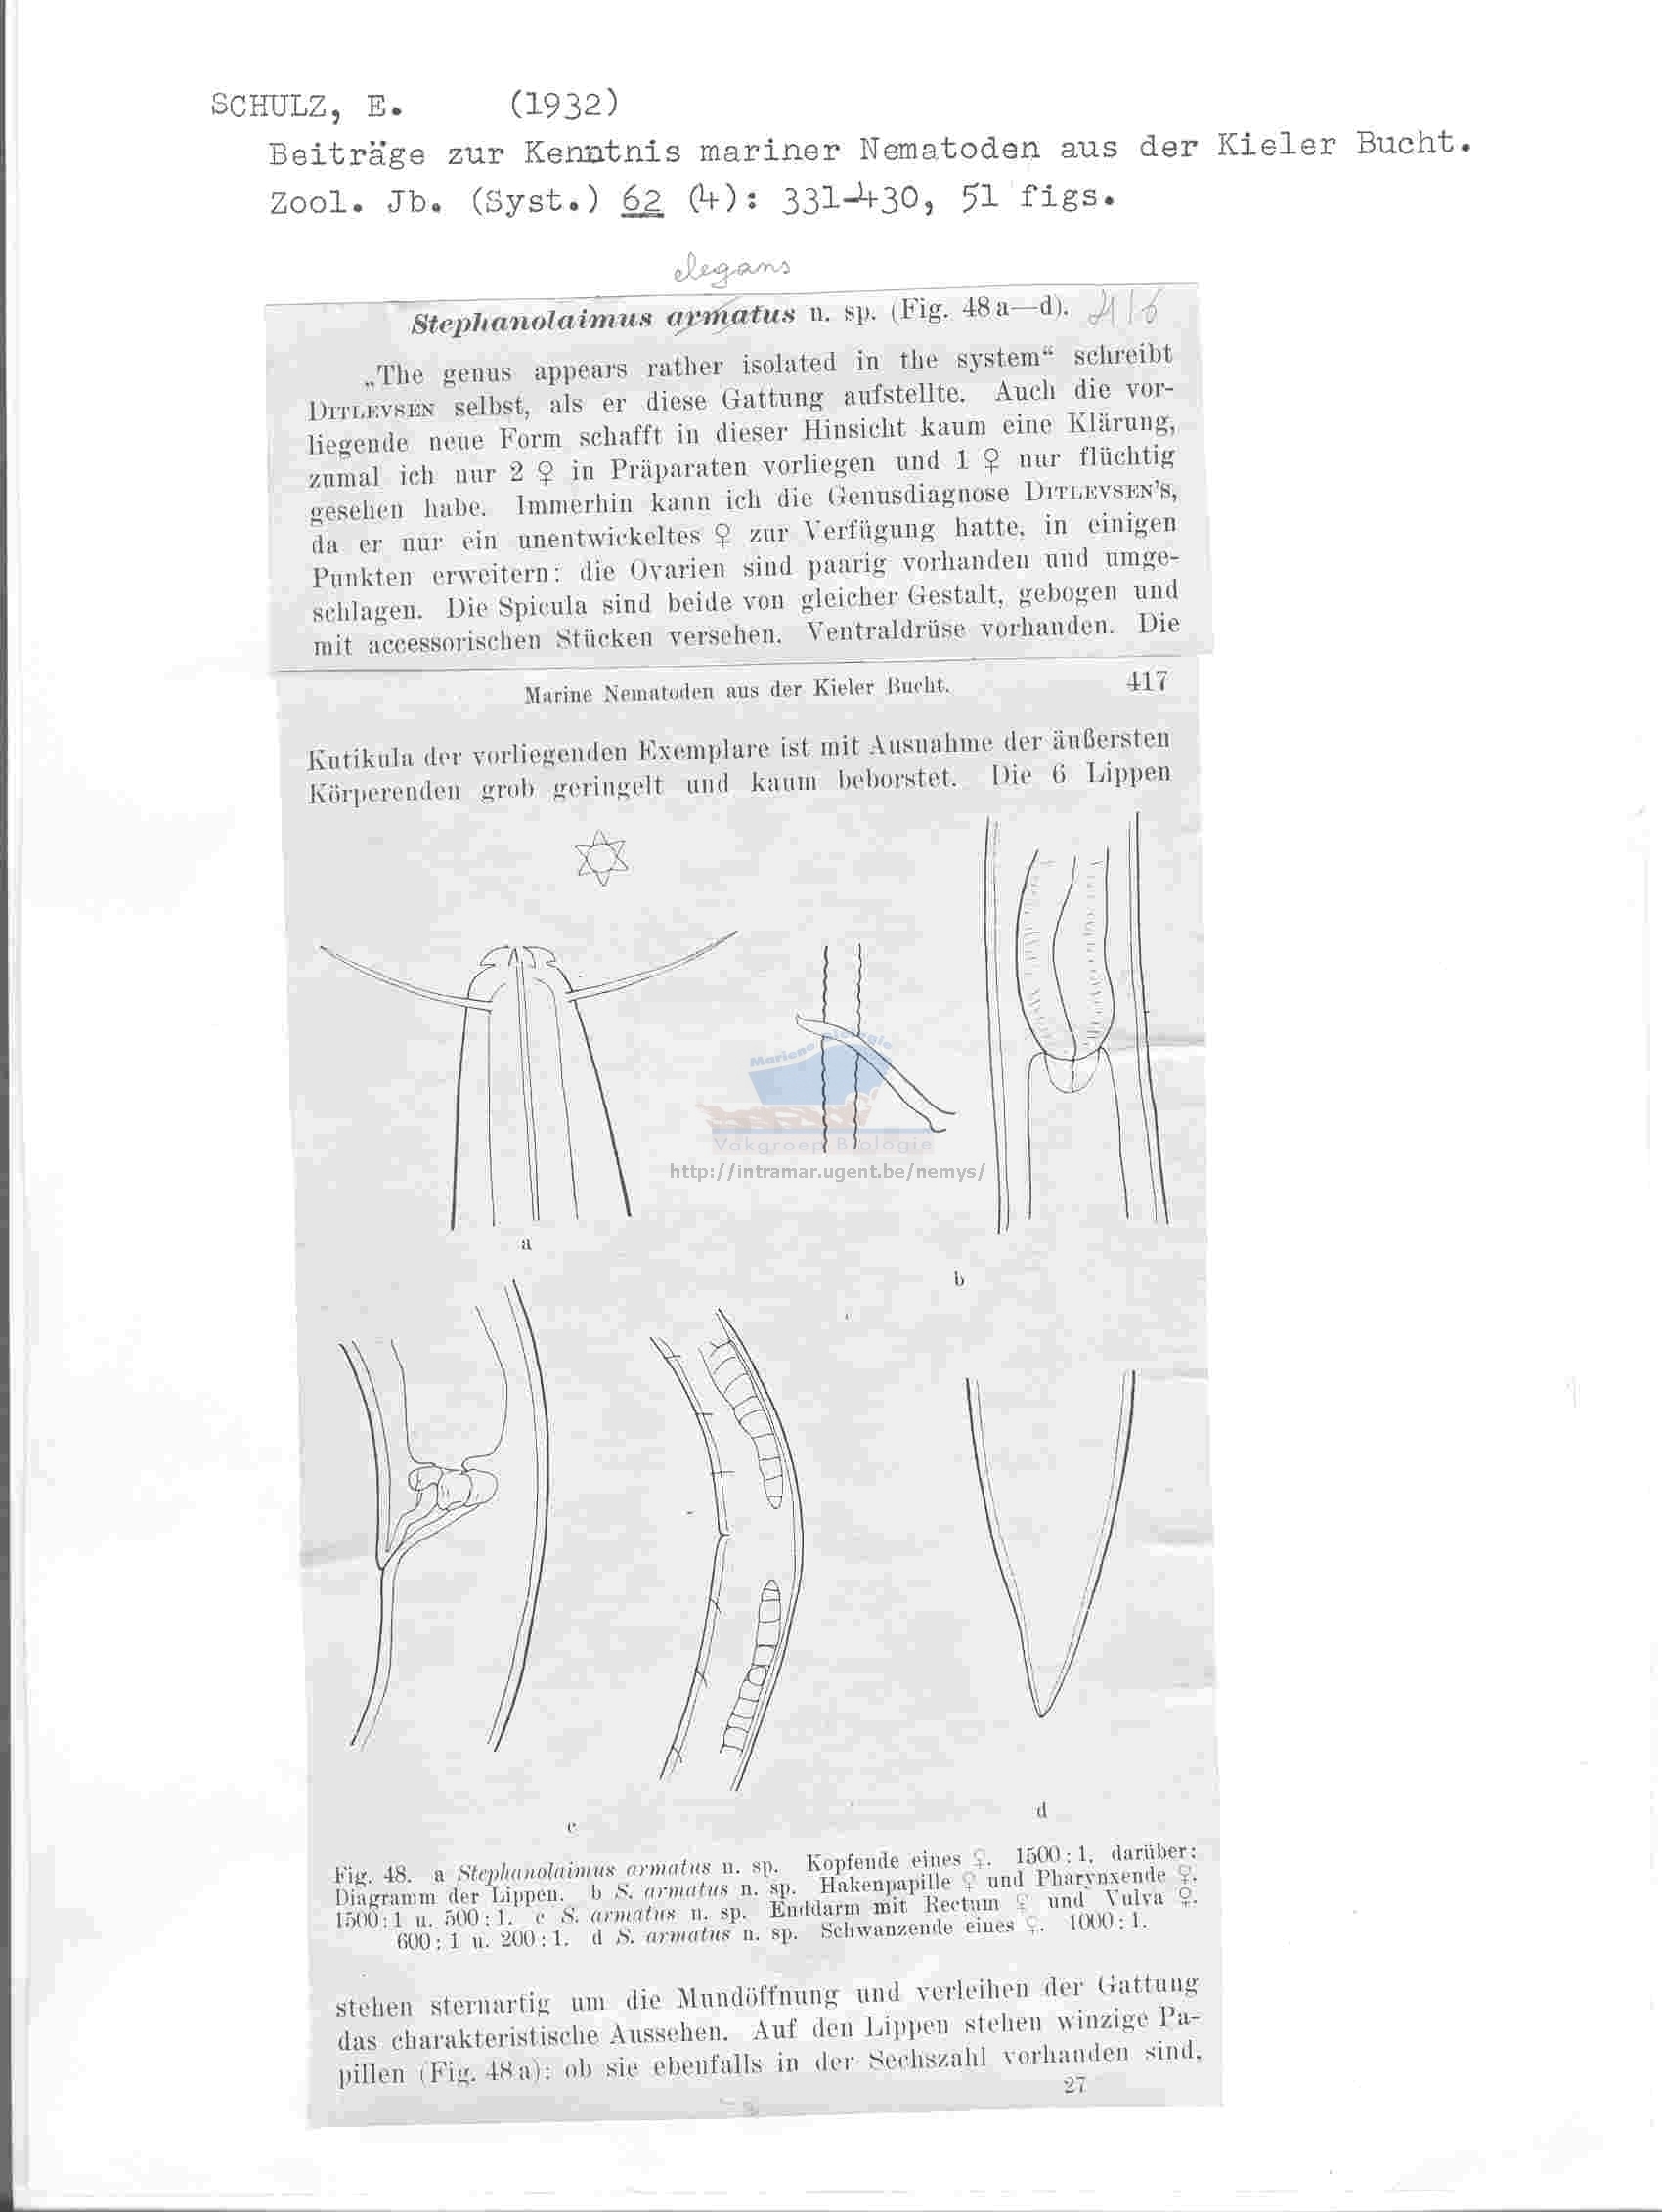 SCHULZ, E. (1932)
Beiträge zur Kenntnis mariner Nematoden aus der Kieler Bucht.
Zool. Jb. (Syst.) 62 (4): 331-430, 51 figs.
elegans
Stephanolaimus armatus n. sp. (Fig. 48 a—d). 416
„The genus appears rather isolated in the system“ schreibt
DITLEVSEN selbst, als er diese Gattung aufstellte. Auch die vor-
liegende neue Form schafft in dieser Hinsicht kaum eine Klärung,
zumal ich nur 2 ♀ in Präparaten vorliegen und 1 ♀ nur flüchtig
gesehen habe. Immerhin kann ich die Genusdiagnose DITLEVSEN’s,
da er nur ein unentwickeltes ♀ zur Verfügung hatte, in einigen
Punkten erweitern: die Ovarien sind paarig vorhanden und umge-
schlagen. Die Spicula sind beide von gleicher Gestalt, gebogen und
mit accessorischen Stücken versehen. Ventraldrüse vorhanden. Die
Marine Nematoden aus der Kieler Bucht. 417
Kutikula der vorliegenden Exemplare ist mit Ausnahme der äußersten
Körperenden grob geringelt und kaum beborstet. Die 6 Lippen
Mariene Biologie
Vakgroep Biologie
http://intramar.ugent.be/nemys/
a
b
c
d
Fig. 48. a Stephanolaimus armatus n. sp. Kopfende eines ♀. 1500 : 1, darüber:
Diagramm der Lippen. b S. armatus n. sp. Hakenpapille ♀ und Pharynxende ♀.
1500 : 1 u. 500 : 1. c S. armatus n. sp. Enddarm mit Rectum ♀ und Vulva ♀.
600 : 1 u. 200 : 1. d S. armatus n. sp. Schwanzende eines ♀. 1000 : 1.
stehen sternartig um die Mundöffnung und verleihen der Gattung
das charakteristische Aussehen. Auf den Lippen stehen winzige Pa-
pillen (Fig. 48 a); ob sie ebenfalls in der Sechszahl vorhanden sind,
27